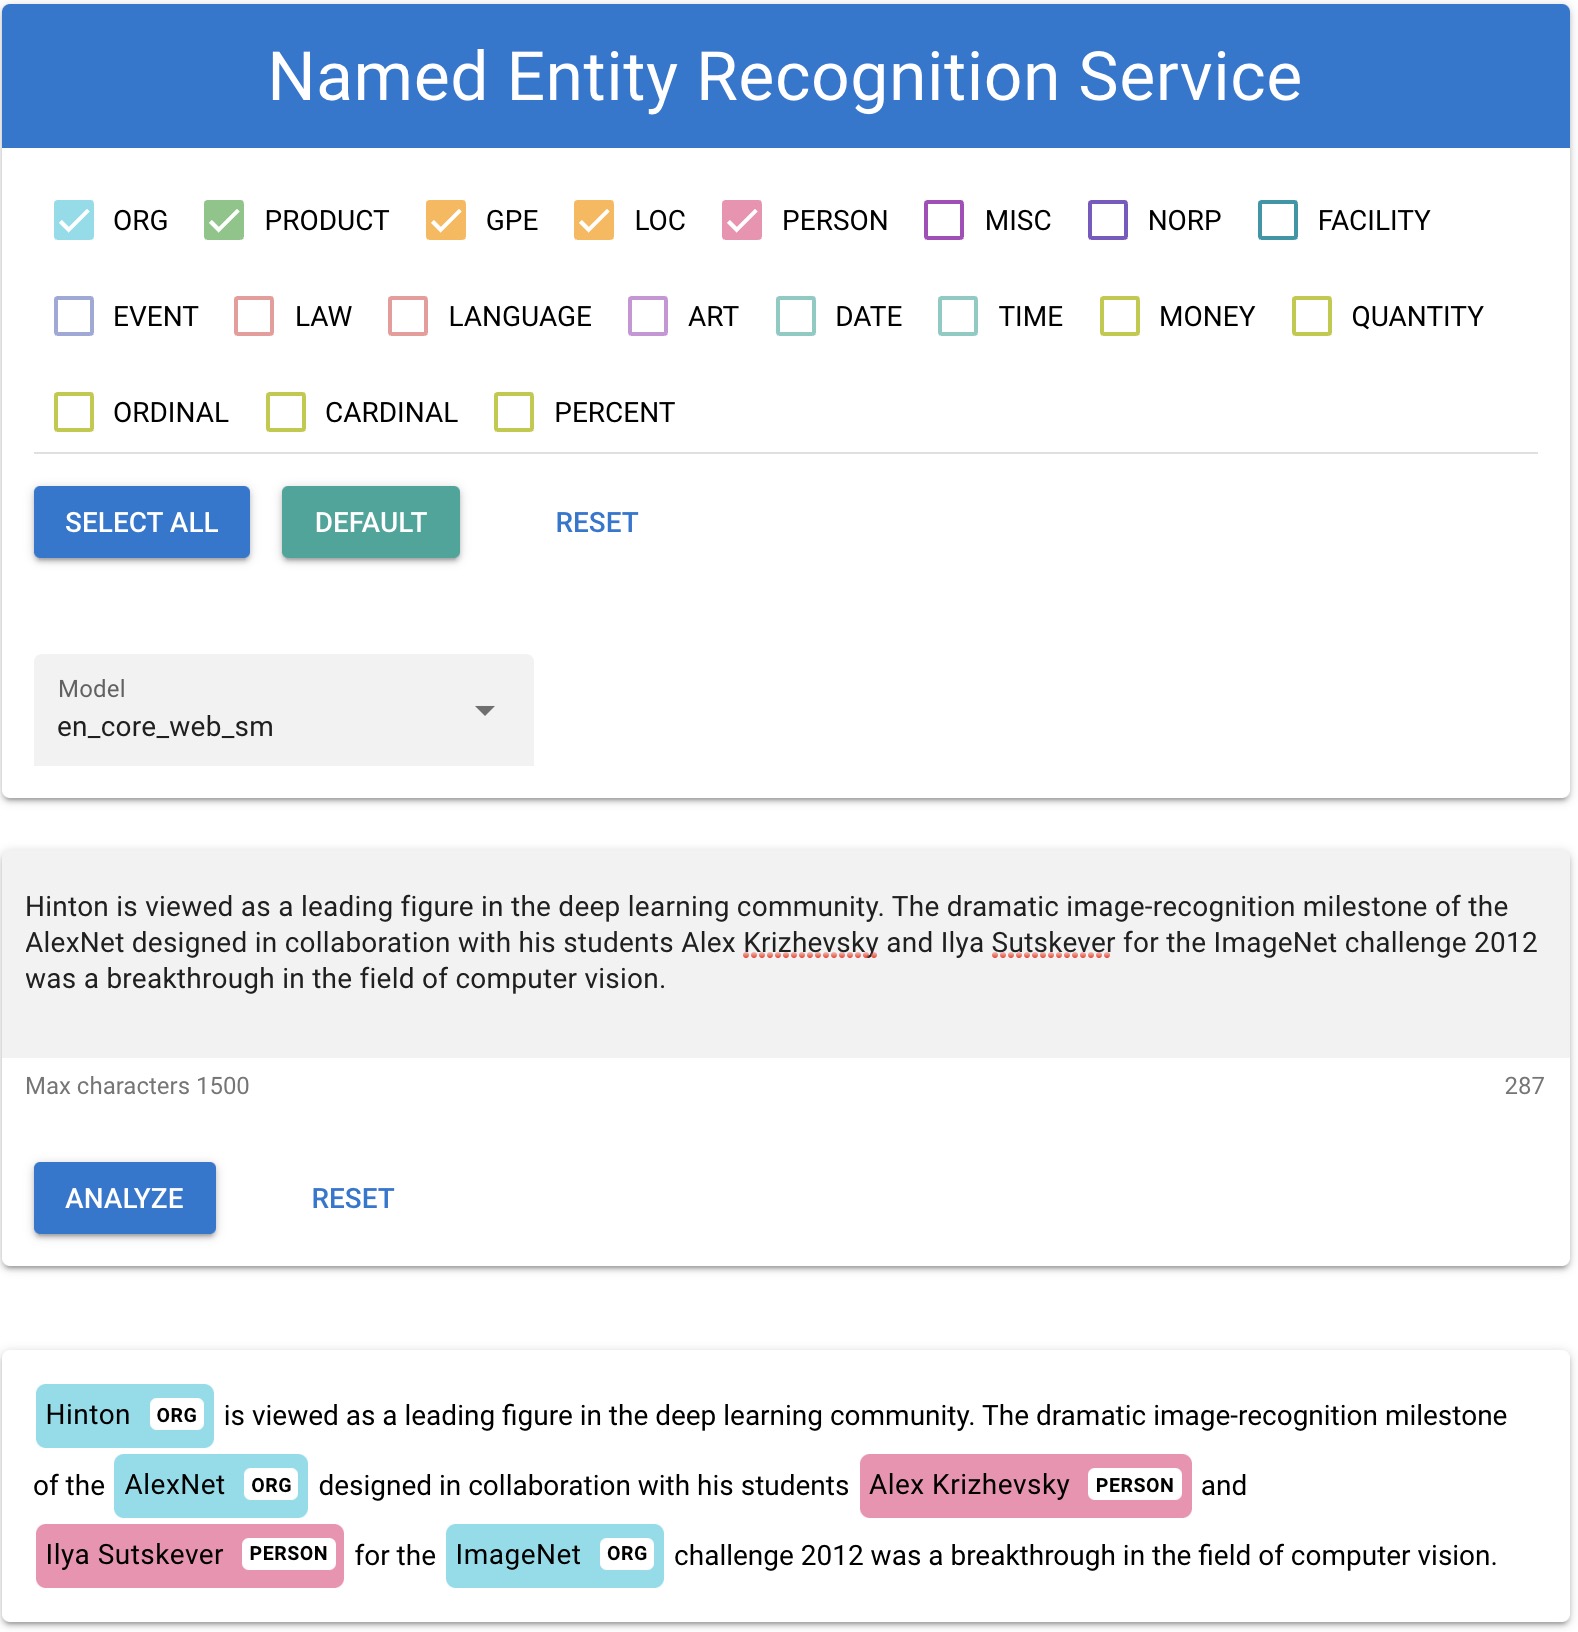 Named Entity Recognition Service
ORG PRODUCT GPE LOC PERSON MISC NORP FACILITY
EVENT LAW LANGUAGE ART DATE TIME MONEY QUANTITY
ORDINAL CARDINAL PERCENT
SELECT ALL DEFAULT RESET
Model
en_core_web_sm
Hinton is viewed as a leading figure in the deep learning community. The dramatic image-recognition milestone of the
AlexNet designed in collaboration with his students Alex Krizhevsky and Ilya Sutskever for the ImageNet challenge 2012
was a breakthrough in the field of computer vision.
Max characters 1500 287
ANALYZE RESET
Hinton ORG is viewed as a leading figure in the deep learning community. The dramatic image-recognition milestone
of the AlexNet ORG designed in collaboration with his students Alex Krizhevsky PERSON and
Ilya Sutskever PERSON for the ImageNet ORG challenge 2012 was a breakthrough in the field of computer vision.